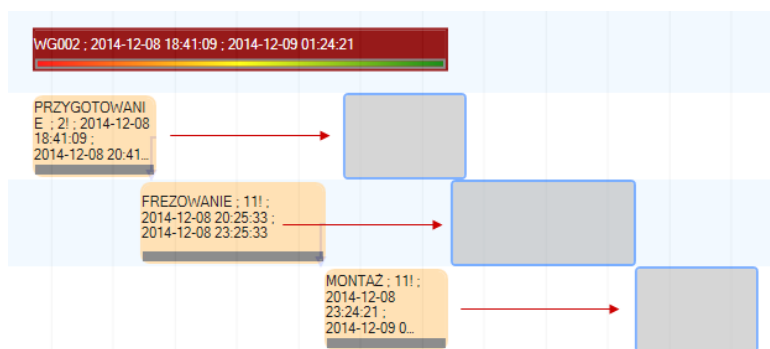 WG002 ; 2014-12-08 18:41:09 ; 2014-12-09 01:24:21
PRZYGOTOWANI
E ; 2! ; 2014-12-08
18:41:09 ;
2014-12-08 20:41...
FREZOWANIE ; 11! ;
2014-12-08 20:25:33 ;
2014-12-08 23:25:33
MONTAŻ ; 11! ;
2014-12-08
23:24:21 ;
2014-12-09 0...